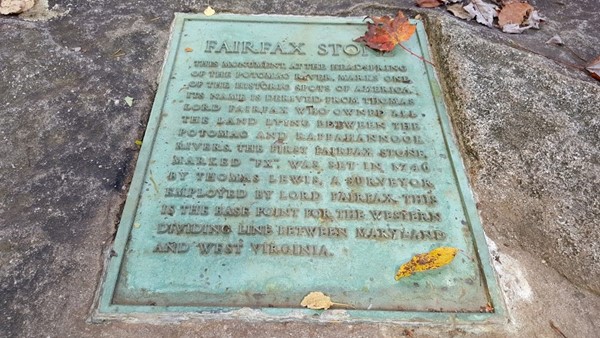 FAIRFAX STONE
THIS MONUMENT, AT THE HEADSPRING
OF THE POTOMAC RIVER, MARKS ONE
OF THE HISTORIC SPOTS OF AMERICA.
ITS NAME IS DERIVED FROM THOMAS
LORD FAIRFAX WHO OWNED ALL
THE LAND LYING BETWEEN THE
POTOMAC AND RAPPAHANNOCK
RIVERS. THE FIRST FAIRFAX STONE,
MARKED "FX", WAS SET IN 1746
BY THOMAS LEWIS, A SURVEYOR
EMPLOYED BY LORD FAIRFAX. THIS
IS THE BASE POINT FOR THE WESTERN
DIVIDING LINE BETWEEN MARYLAND
AND WEST VIRGINIA.